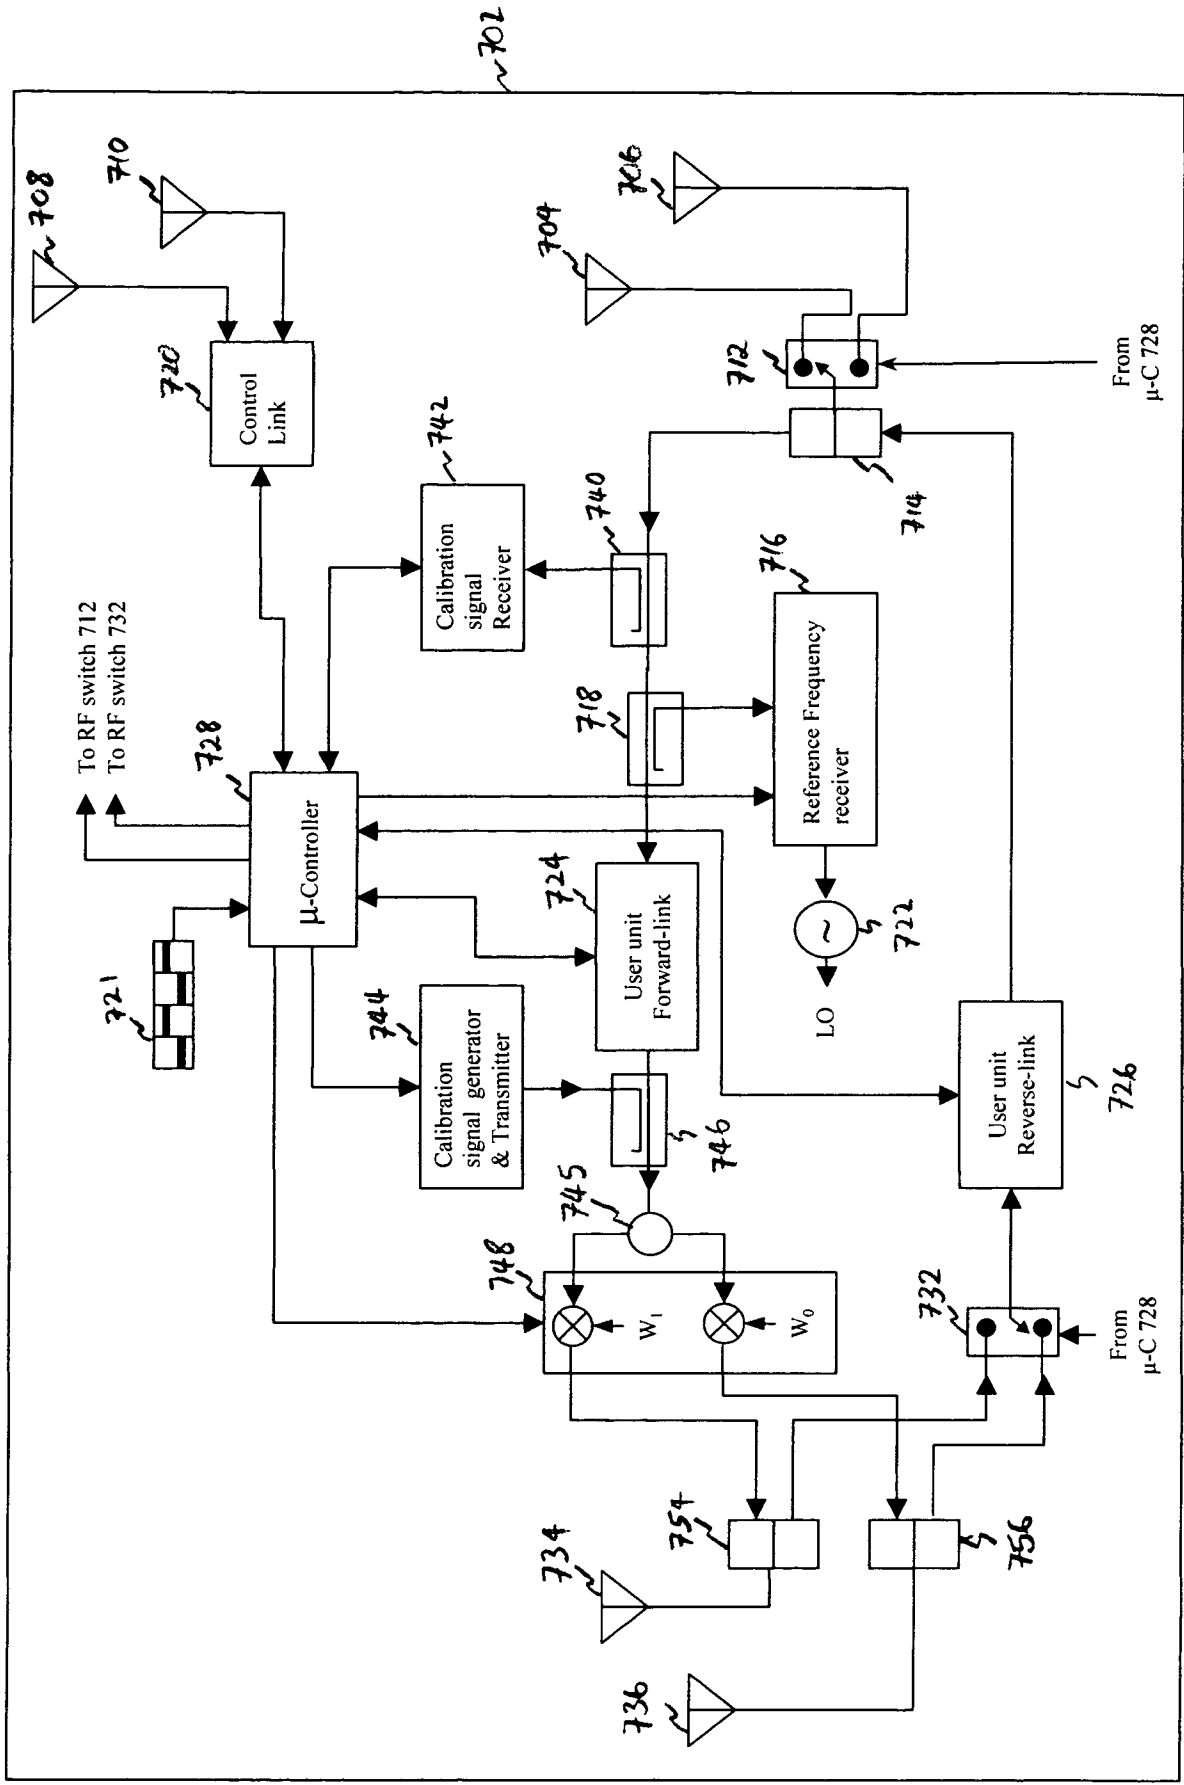 702
708
710
720
Control
Link
704
706
712
From
μ-C 728
714
742
Calibration
signal
Receiver
740
716
Reference Frequency
receiver
718
To RF switch 712
To RF switch 732
728
μ-Controller
721
724
User unit
Forward-link
722
~
LO
744
Calibration
signal generator
& Transmitter
746
745
748
W₁
W₀
User unit
Reverse-link
726
732
From
μ-C 728
754
756
734
736